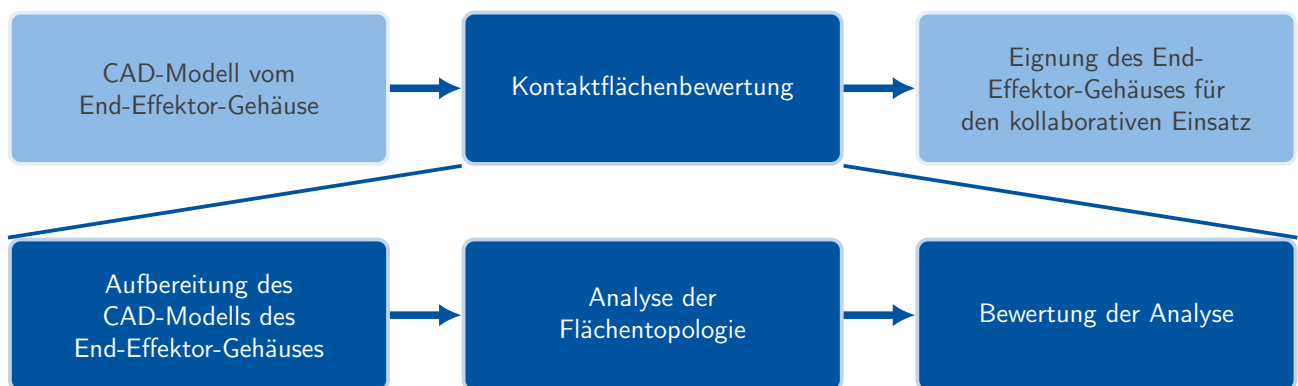 CAD-Modell vom
End-Effektor-Gehäuse
Kontaktflächenbewertung
Eignung des End-
Effektor-Gehäuses für
den kollaborativen Einsatz
Aufbereitung des
CAD-Modells des
End-Effektor-Gehäuses
Analyse der
Flächentopologie
Bewertung der Analyse